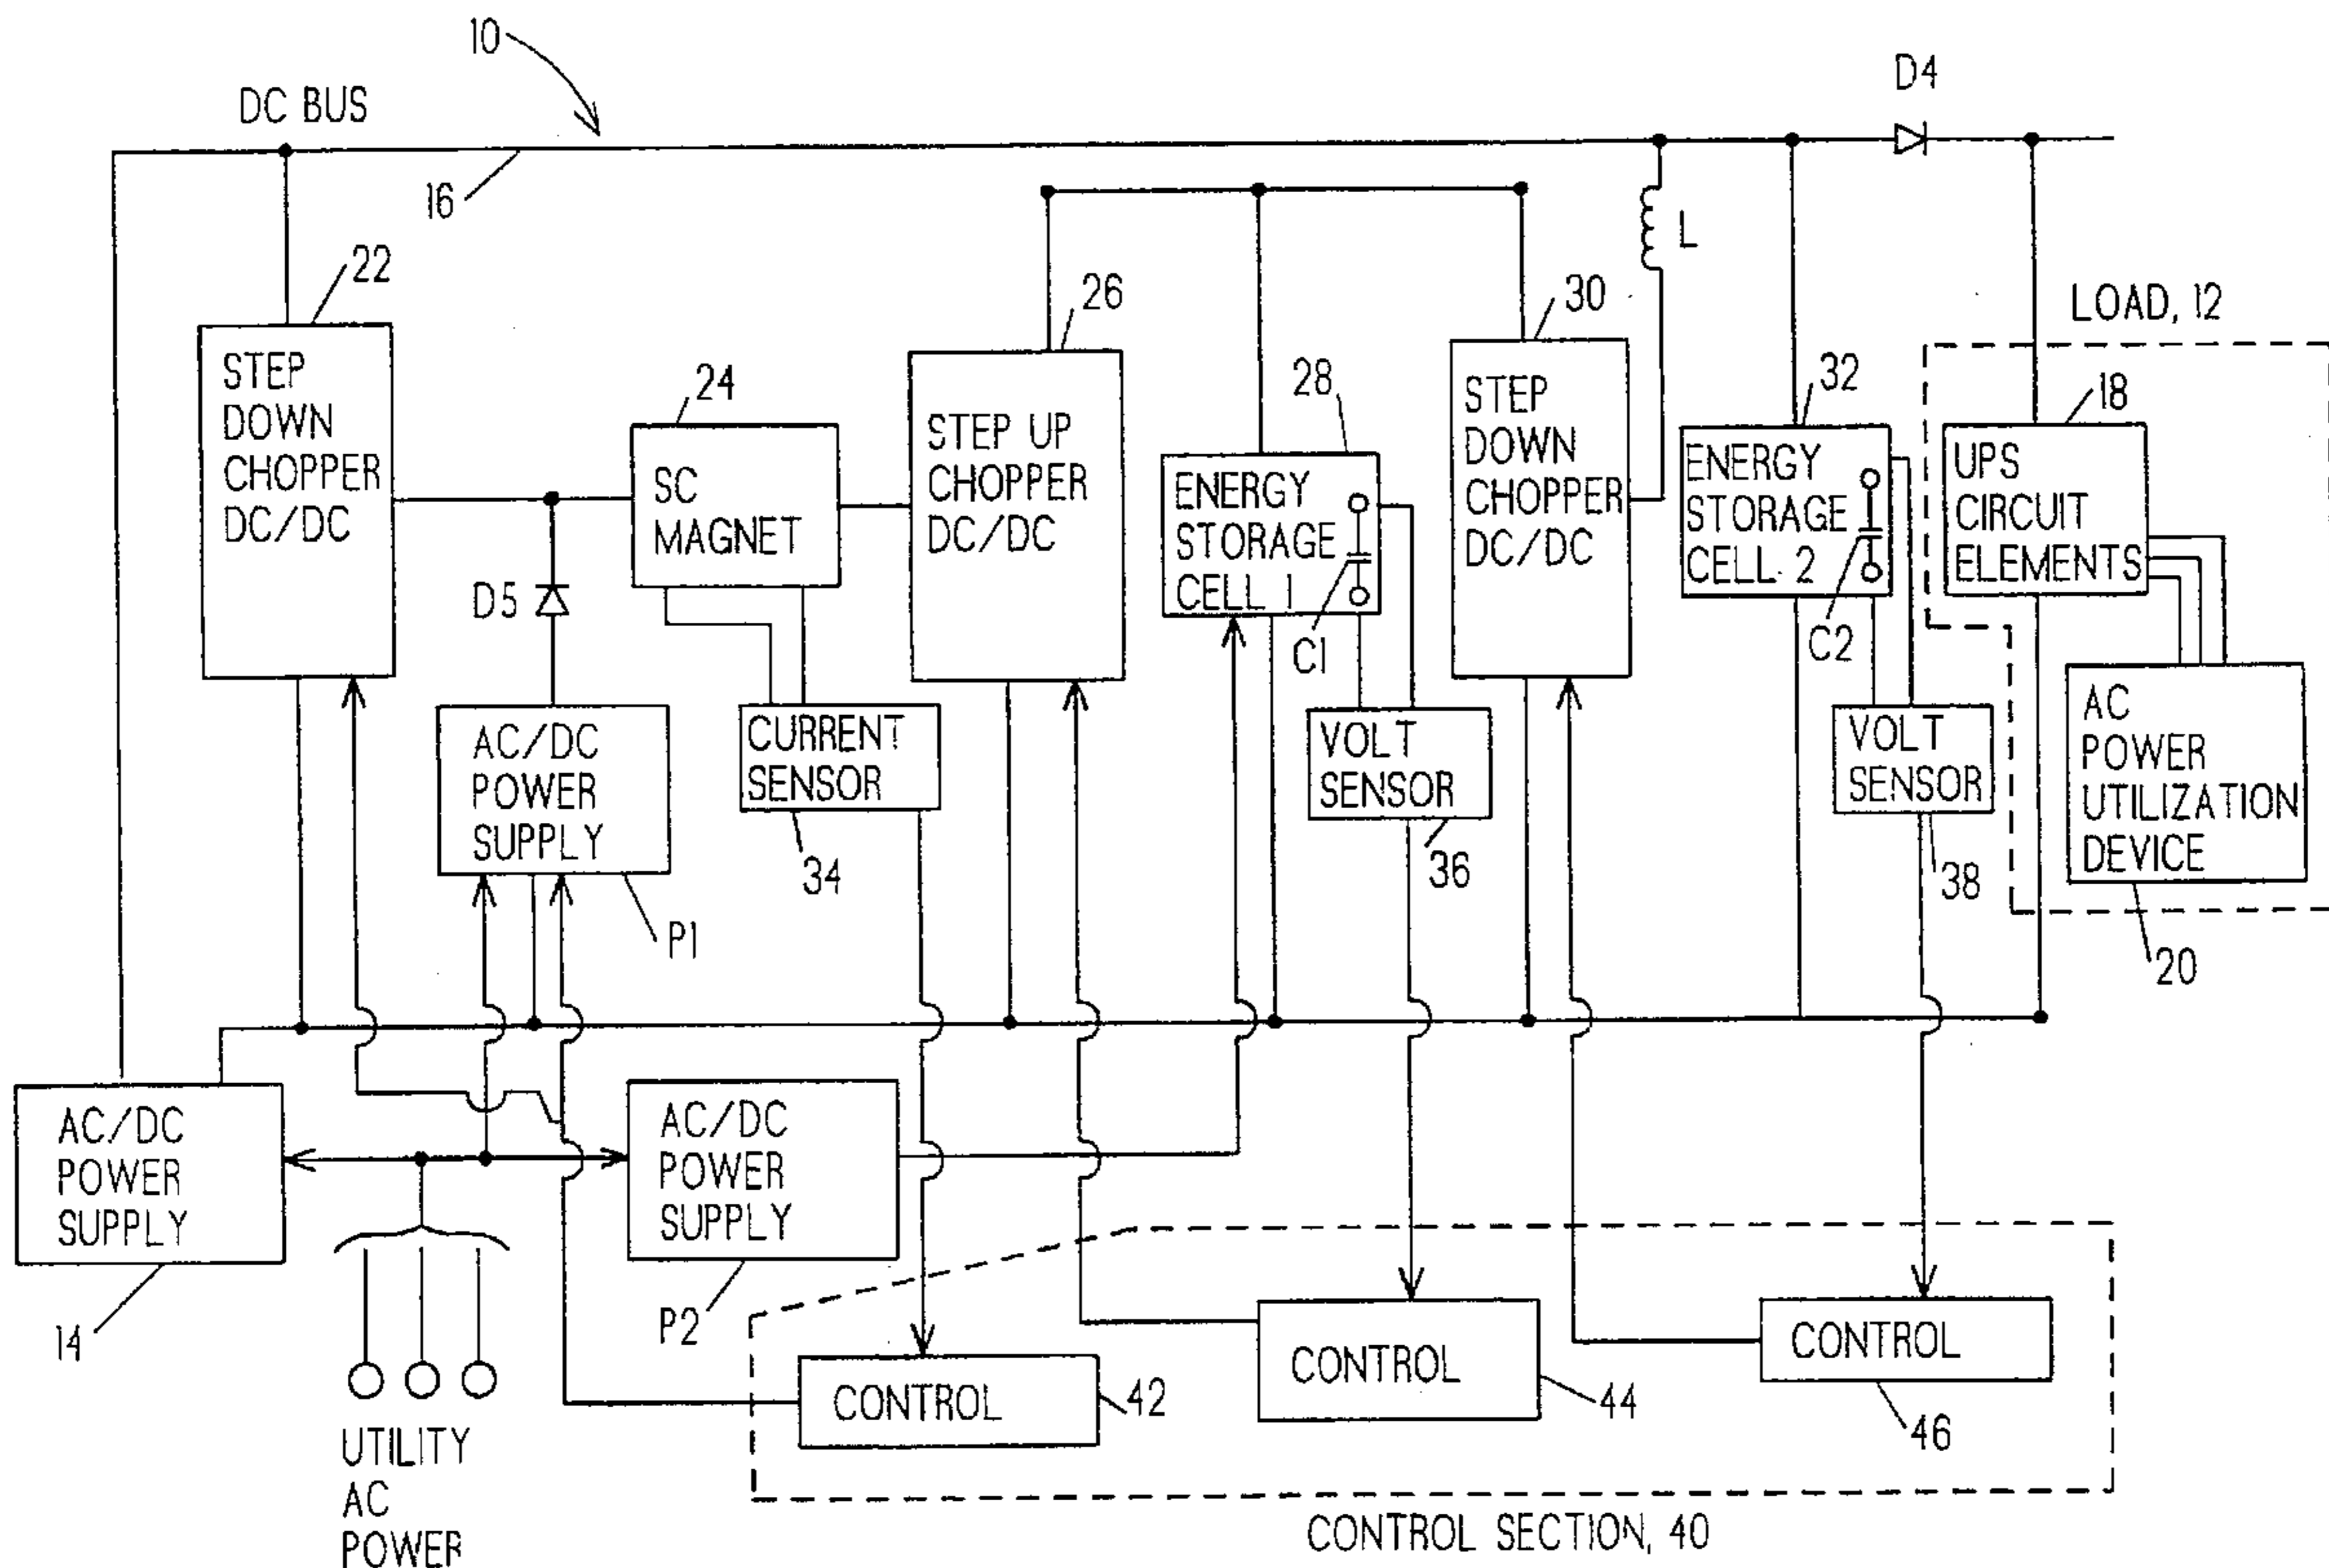 10
DC BUS
D4
16
L
22
26
30
LOAD, 12
STEP
DOWN
CHOPPER
DC/DC
24
SC
MAGNET
STEP UP
CHOPPER
DC/DC
28
ENERGY
STORAGE
CELL 1
C1
STEP
DOWN
CHOPPER
DC/DC
32
ENERGY
STORAGE
CELL 2
C2
18
UPS
CIRCUIT
ELEMENTS
D5
AC/DC
POWER
SUPPLY
P1
CURRENT
SENSOR
34
VOLT
SENSOR
36
VOLT
SENSOR
38
AC
POWER
UTILIZATION
DEVICE
20
AC/DC
POWER
SUPPLY
14
AC/DC
POWER
SUPPLY
P2
UTILITY
AC
POWER
CONTROL
42
CONTROL
44
CONTROL
46
CONTROL SECTION, 40